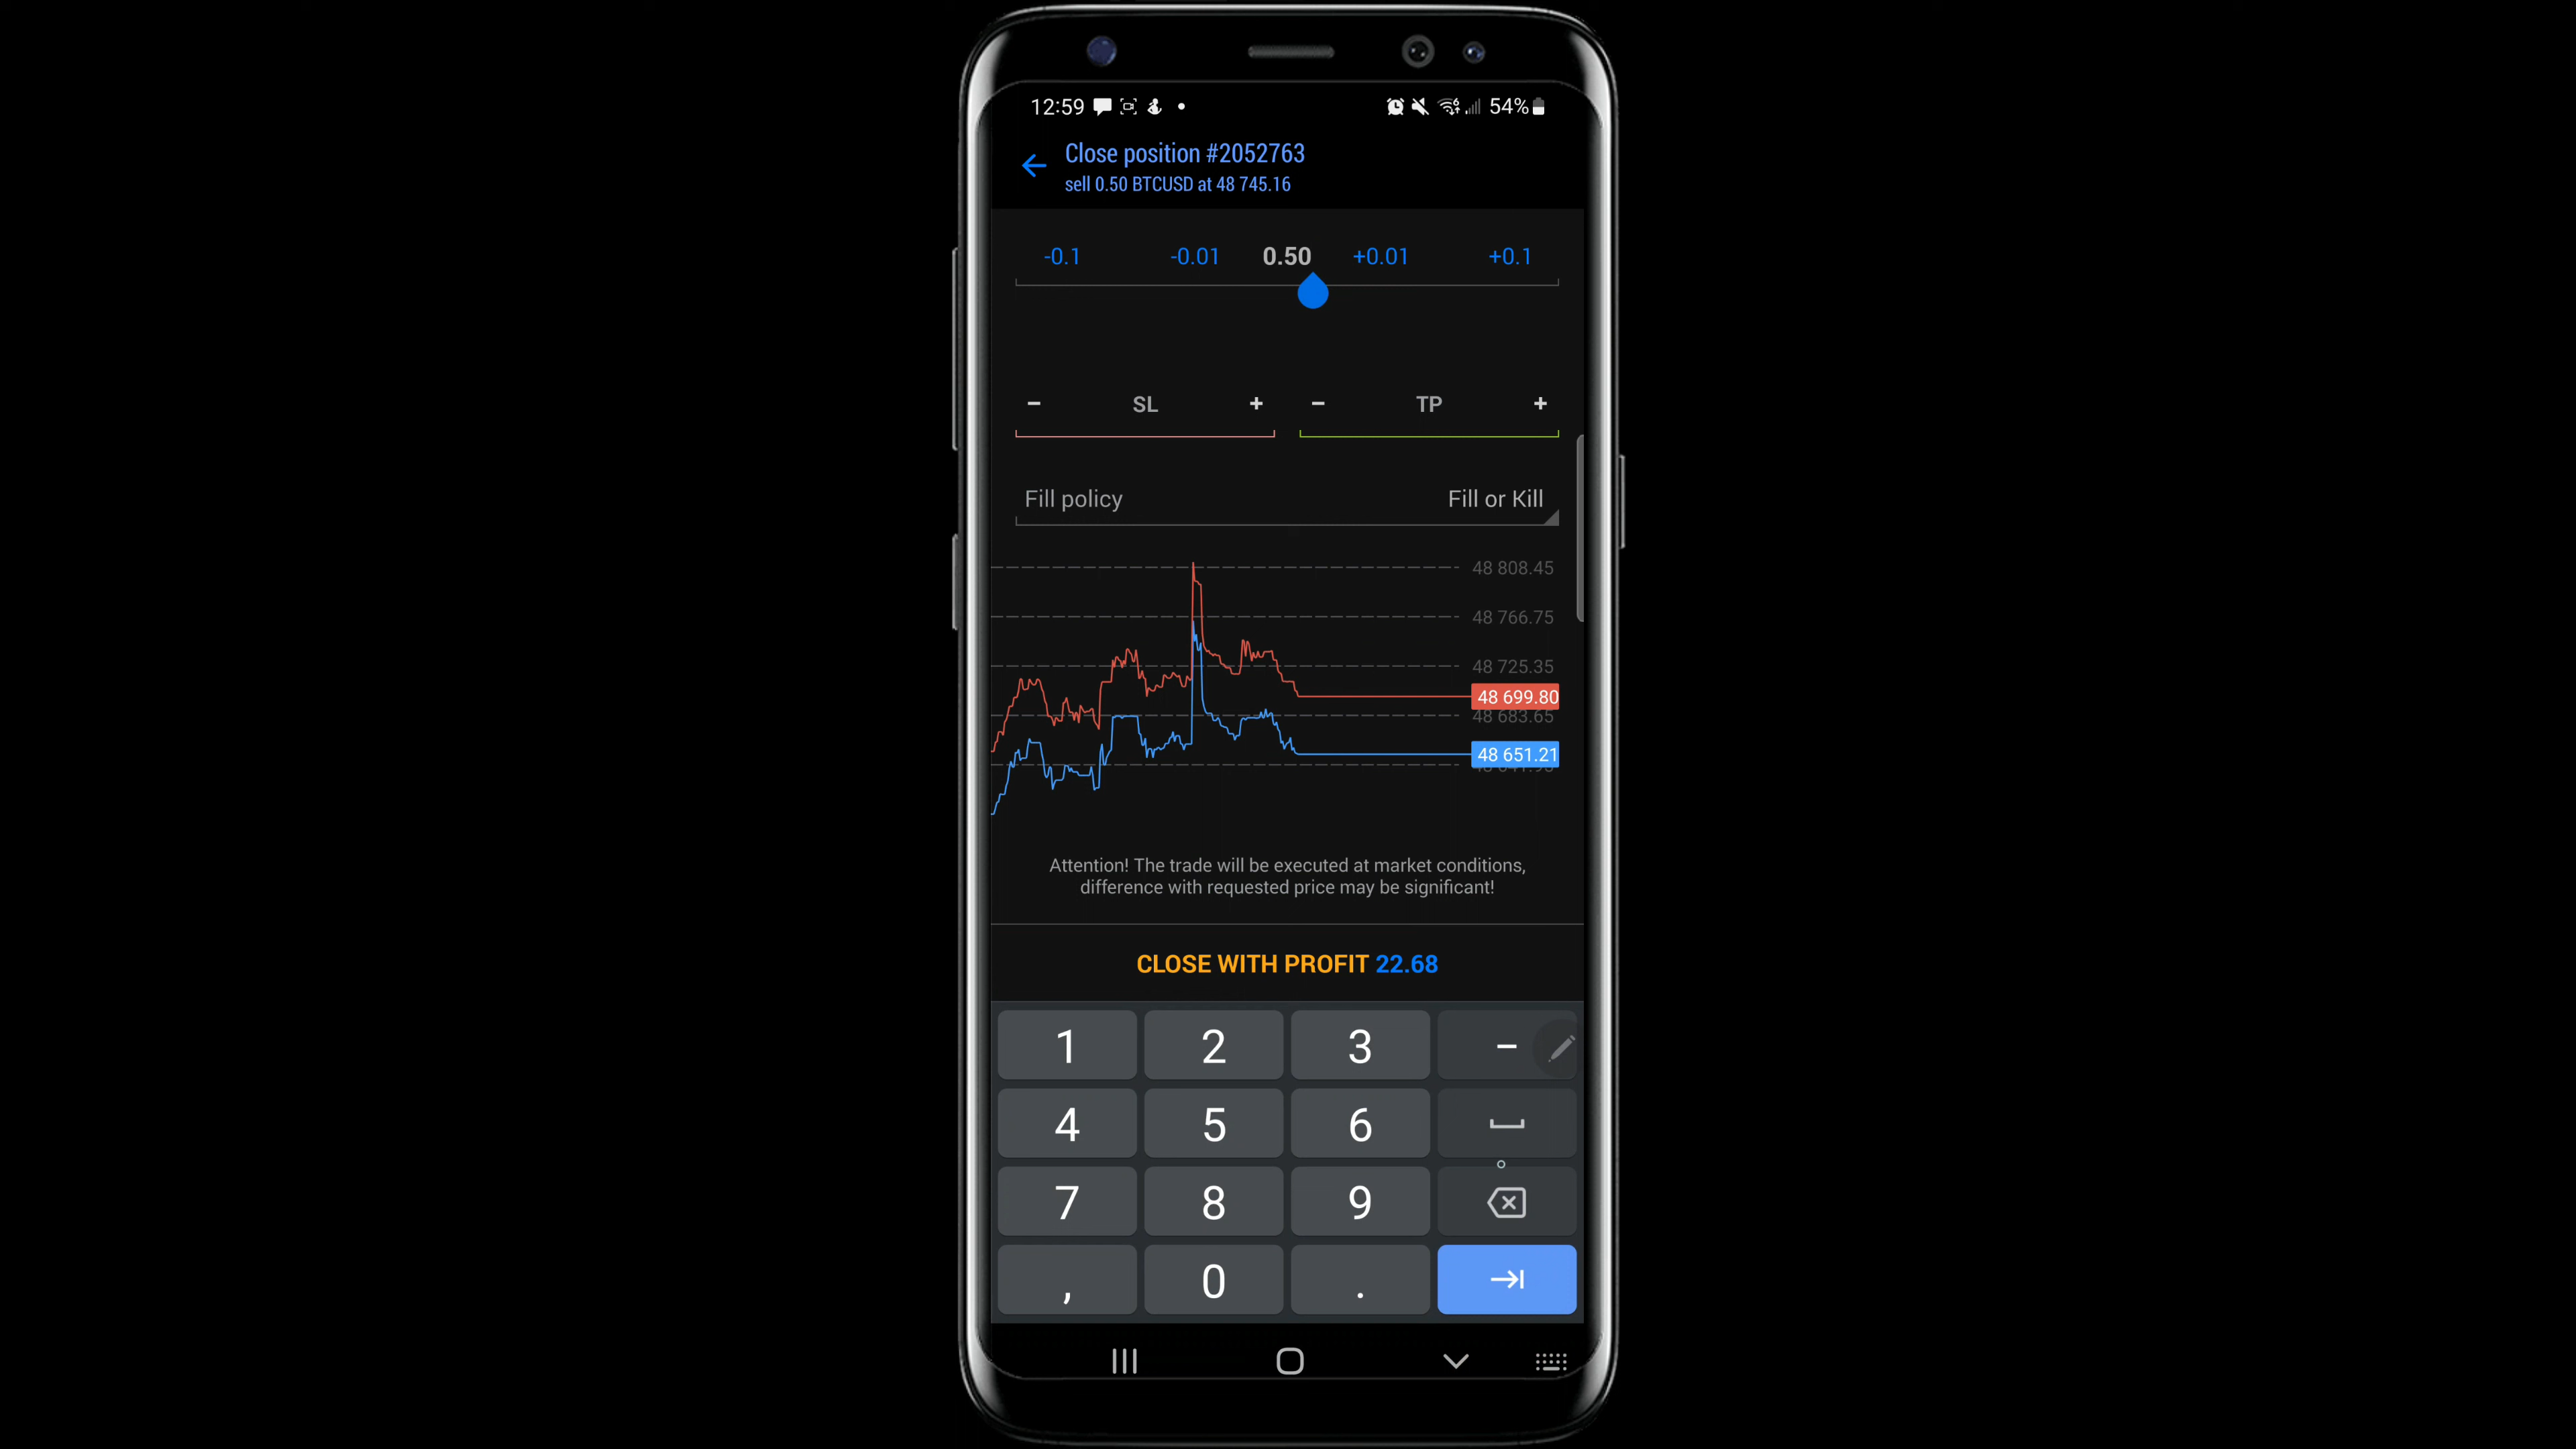 12:59 54%
Close position #2052763
sell 0.50 BTCUSD at 48 745.16
-0.1 -0.01 0.50 +0.01 +0.1
− SL + − TP +
Fill policy Fill or Kill
48 808.45
48 766.75
48 725.35
48 699.80
48 683.65
48 651.21
Attention! The trade will be executed at market conditions,
difference with requested price may be significant!
CLOSE WITH PROFIT 22.68
1 2 3 −
4 5 6
7 8 9
, 0 .